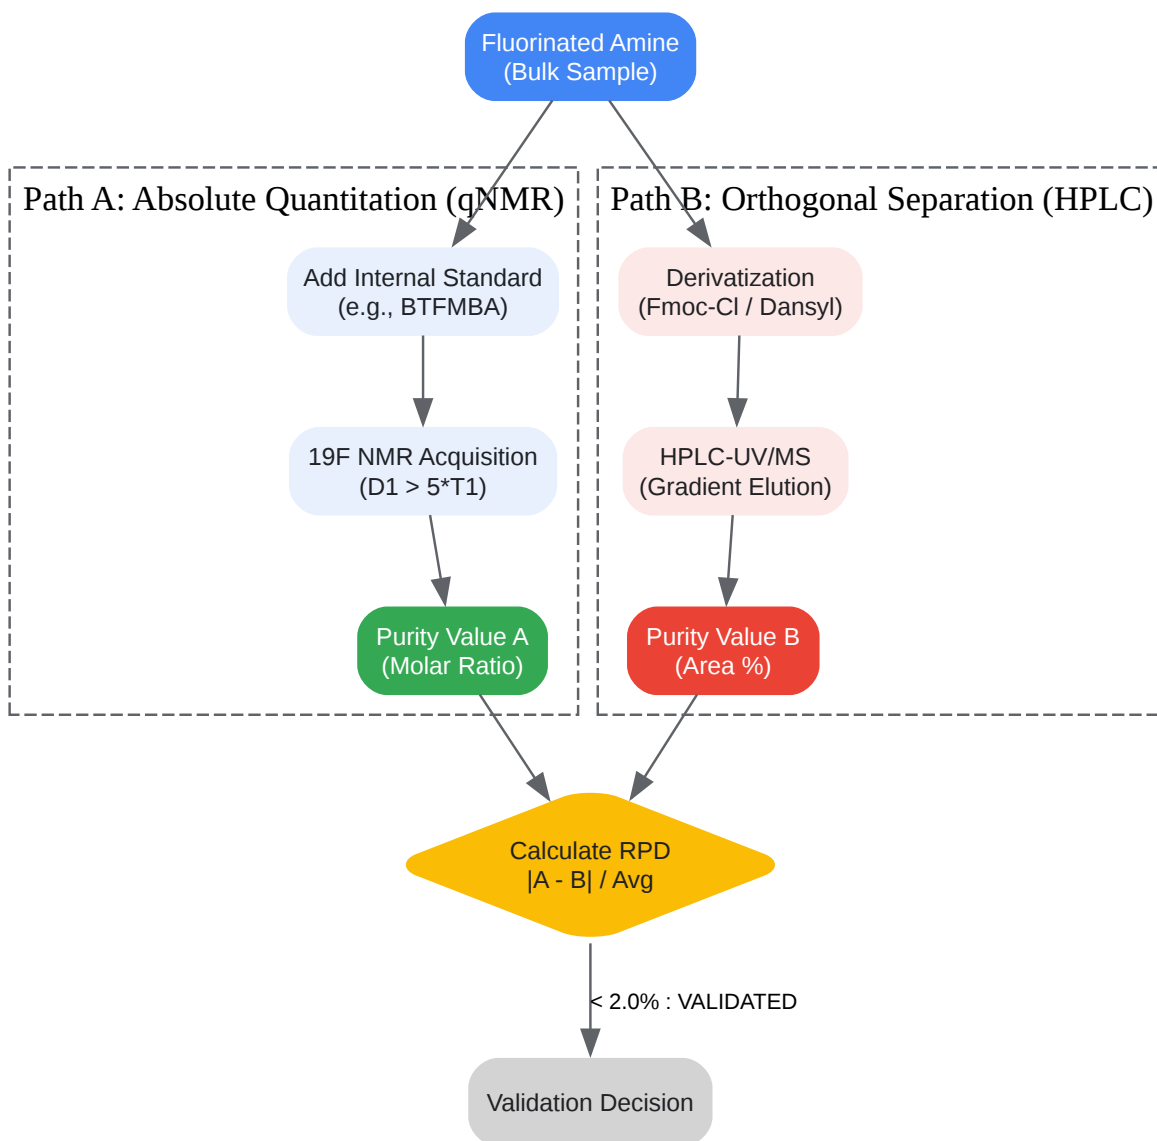 Fluorinated Amine
(Bulk Sample)
Path A: Absolute Quantitation (qNMR)
Add Internal Standard
(e.g., BTFMBA)
19F NMR Acquisition
(D1 > 5*T1)
Purity Value A
(Molar Ratio)
Path B: Orthogonal Separation (HPLC)
Derivatization
(Fmoc-Cl / Dansyl)
HPLC-UV/MS
(Gradient Elution)
Purity Value B
(Area %)
Calculate RPD
|A - B| / Avg
< 2.0% : VALIDATED
Validation Decision